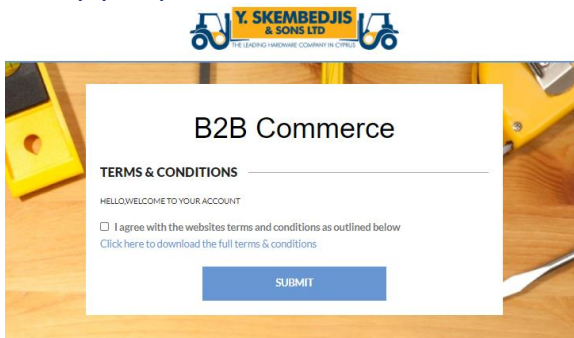 Y. SKEMBEDJIS
& SONS LTD
THE LEADING HARDWARE COMPANY IN CYPRUS
B2B Commerce
TERMS & CONDITIONS
HELLO,WELCOME TO YOUR ACCOUNT
I agree with the websites terms and conditions as outlined below
Click here to download the full terms & conditions
SUBMIT